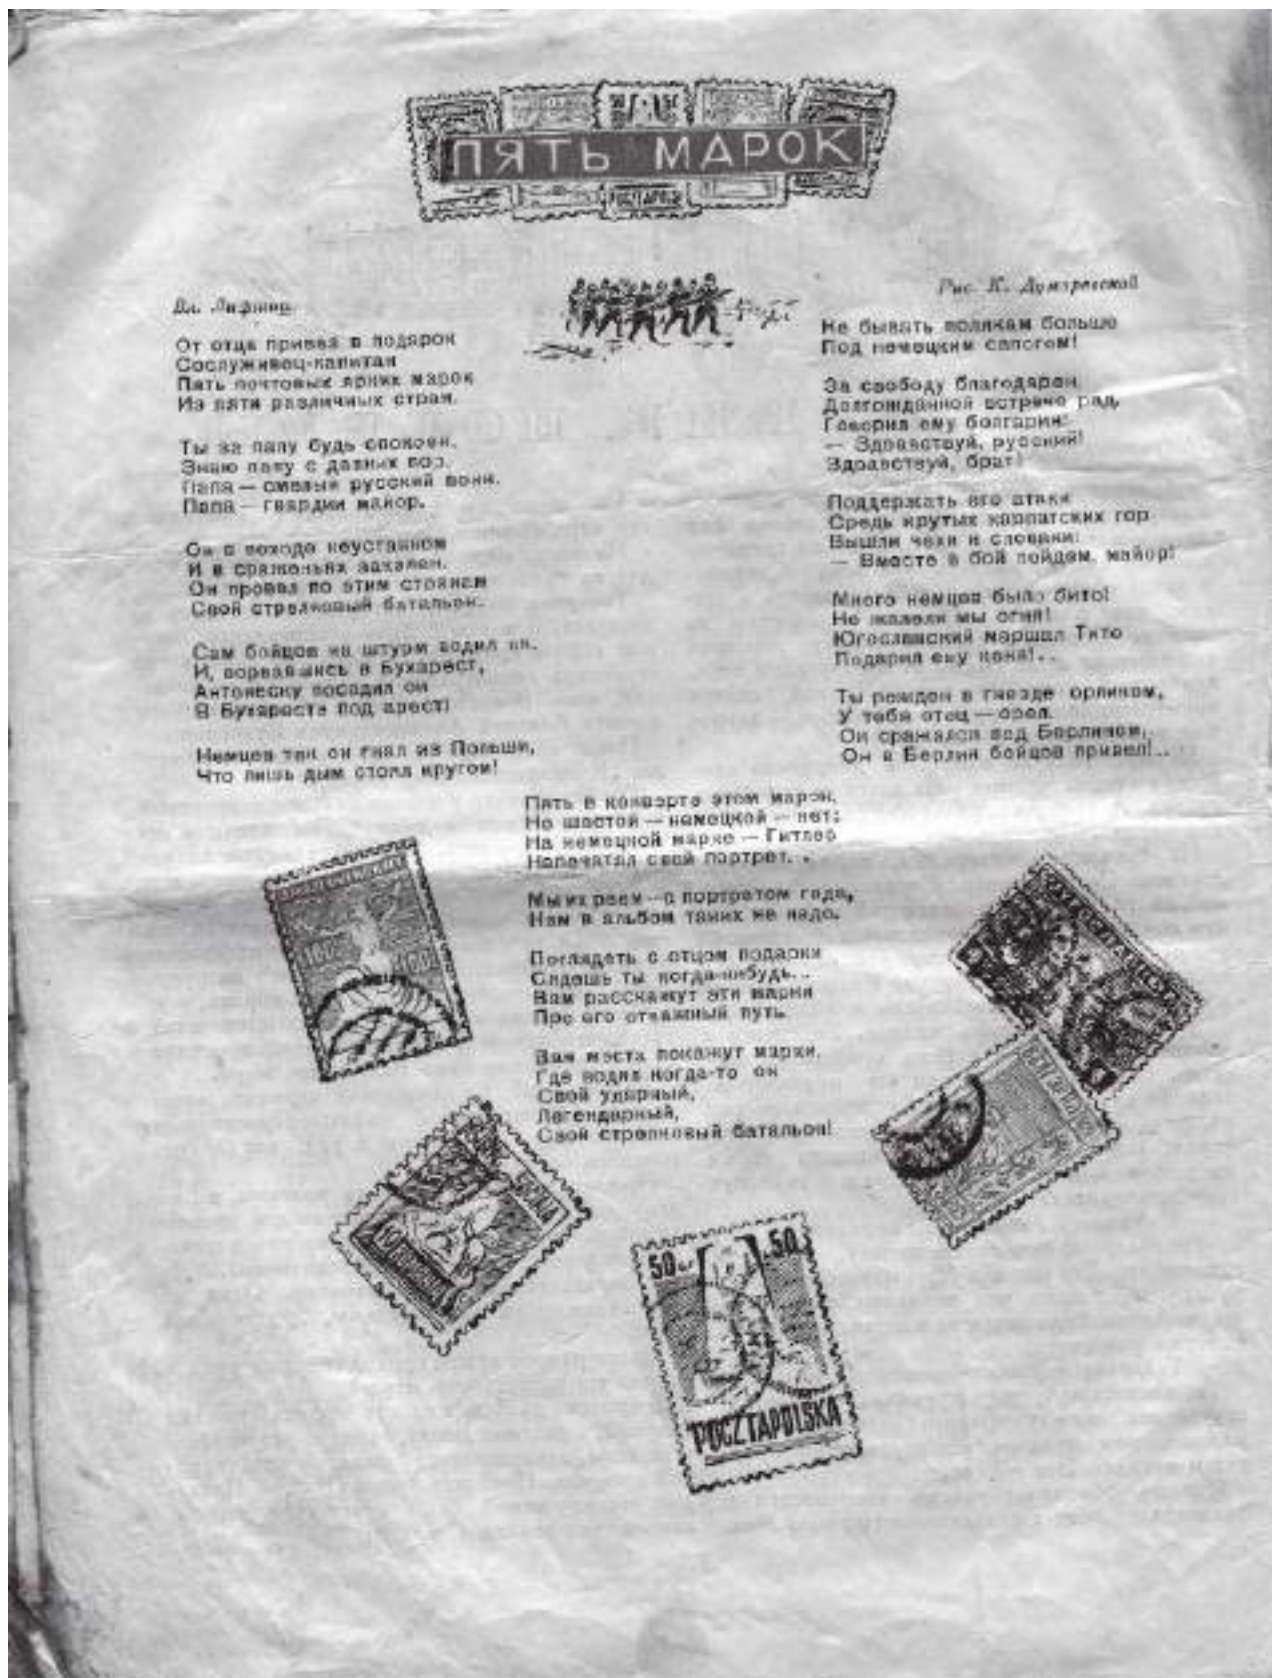 ПЯТЬ МАРОК
Вл. Лифшиц
Рис. К.
От отца привез в подарок
Сослуживец-капитан
Пять почтовых ярких марок
Из пяти различных стран.
Ты за папу будь спокоен.
Знаю папу с давних пор.
Папа — смелый русский воин.
Папа — гвардии майор.
Он в походе неустанном
И в сраженьях закален.
Он провел по этим странам
Свой стрелковый батальон.
Сам бойцов на штурм водил он.
И, ворвавшись в Бухарест,
Антонеску посадил он
В Бухаресте под арест!
Немцев так он гнал из Польши,
Что лишь дым стоял кругом!
Не бывать полякам больше
Под немецким сапогом!
За свободу благодарен,
Долгожданной встрече рад,
Говорил ему болгарин:
— Здравствуй, русский!
Здравствуй, брат!
Поддержать его атаки
Средь крутых карпатских гор
Вышли чехи и словаки:
— Вместе в бой пойдем, майор!
Много немцев было бито!
Не жалели мы огня!
Югославский маршал Тито
Подарил ему коня!..
Ты рожден в гнезде орлином,
У тебя отец — орел.
Он сражался над Берлином,
Он в Берлин бойцов привел!..
Пять в конверте этом марок,
Но шестой — немецкой — нет:
На немецкой марке — Гитлер
Напечатал свой портрет...
Мы их рвем — с портретом гада,
Нам в альбом таких не надо.
Поглядеть с отцом подарки
Сядешь ты когда-нибудь...
Вам расскажут эти марки
Про его отважный путь.
Вам места покажут марки,
Где водил когда-то он
Свой ударный,
Легендарный,
Свой стрелковый батальон!
50 gr. 50
POCZTA POLSKA